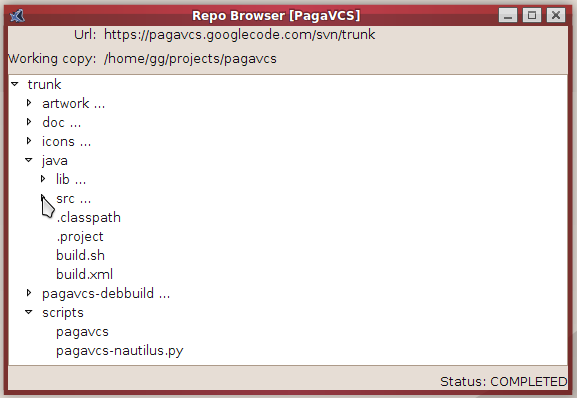 Repo Browser [PagaVCS]
Url: https://pagavcs.googlecode.com/svn/trunk
Working copy: /home/gg/projects/pagavcs
trunk
artwork ...
doc ...
icons ...
java
lib ...
src ...
.classpath
.project
build.sh
build.xml
pagavcs-debbuild ...
scripts
pagavcs
pagavcs-nautilus.py
Status: COMPLETED